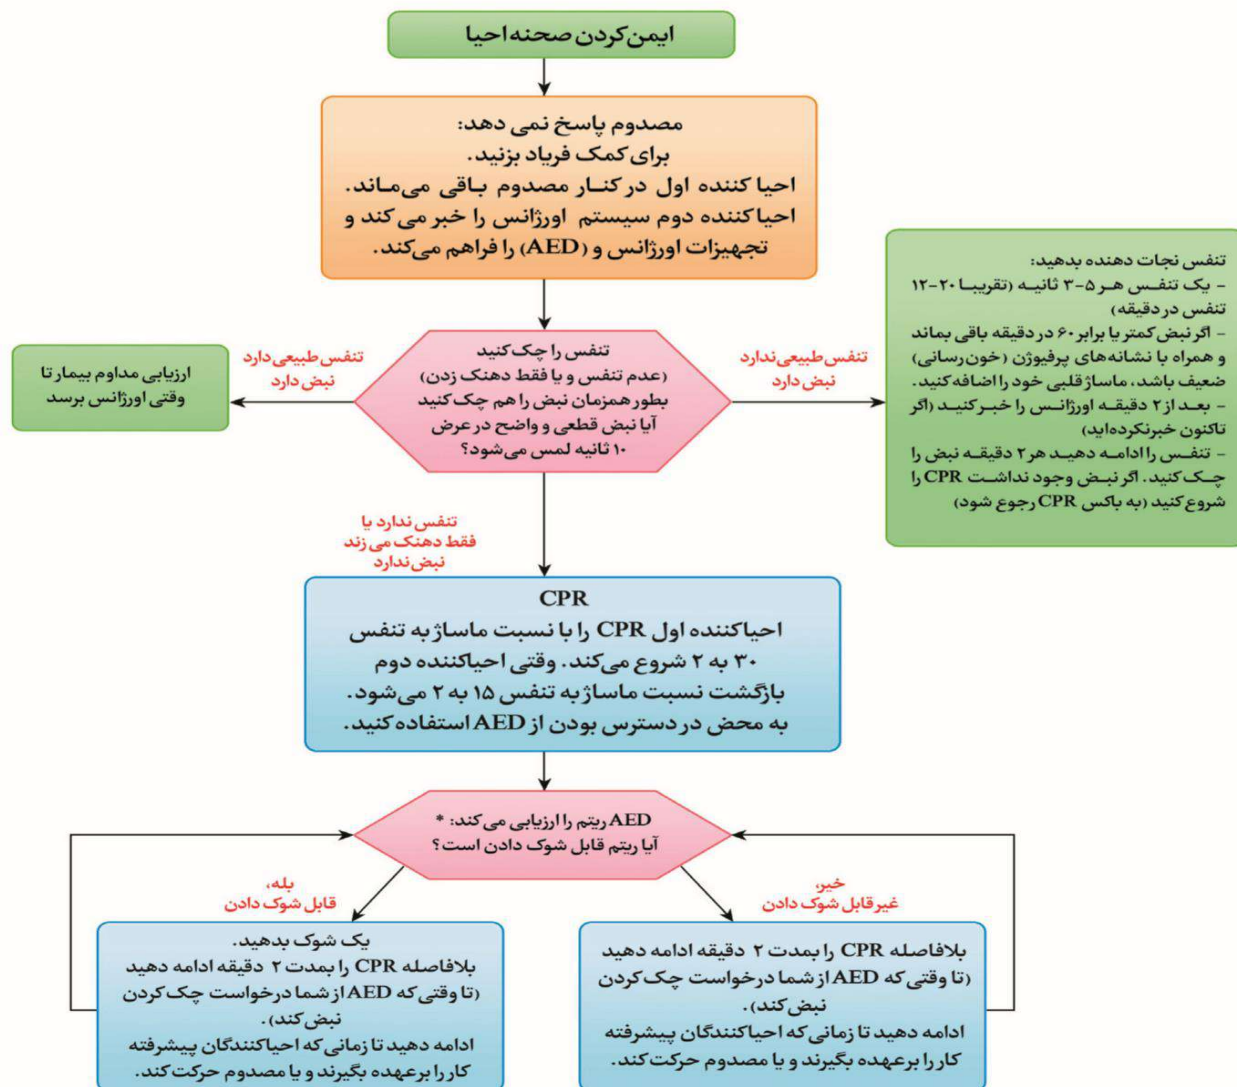 ایمن‌کردن صحنه احیا
مصدوم پاسخ نمی دهد:
برای کمک فریاد بزنید.
احیا کننده اول در کنار مصدوم باقی می‌ماند.
احیا کننده دوم سیستم اورژانس را خبر می‌کند و
تجهیزات اورژانس و (AED) را فراهم می‌کند.
تنفس نجات دهنده بدهید:
- یک تنفس هر ۵-۳ ثانیه (تقریبا ۲۰-۱۲
تنفس در دقیقه)
- اگر نبض کمتر یا برابر ۶۰ در دقیقه باقی بماند
و همراه با نشانه‌های پرفیوژن (خون‌رسانی)
ضعیف باشد، ماساژ قلبی خود را اضافه کنید.
- بعد از ۲ دقیقه اورژانس را خبر کنید (اگر
تاکنون خبر نکرده‌اید)
- تنفس را ادامه دهید هر ۲ دقیقه نبض را
چک کنید. اگر نبض وجود نداشت CPR را
شروع کنید (به باکس CPR رجوع شود)
تنفس طبیعی ندارد
نبض دارد
تنفس را چک کنید
(عدم تنفس و یا فقط دهنک زدن)
بطور همزمان نبض را هم چک کنید
آیا نبض قطعی و واضح در عرض
۱۰ ثانیه لمس می‌شود؟
تنفس طبیعی دارد
نبض دارد
ارزیابی مداوم بیمار تا
وقتی اورژانس برسد
تنفس ندارد یا
فقط دهنک می زند
نبض ندارد
CPR
احیاکننده اول CPR را با نسبت ماساژ به تنفس
۳۰ به ۲ شروع می‌کند. وقتی احیاکننده دوم
بازگشت نسبت ماساژ به تنفس ۱۵ به ۲ می‌شود.
به محض در دسترس بودن از AED استفاده کنید.
AED ریتم را ارزیابی می‌کند: *
آیا ریتم قابل شوک دادن است؟
خیر،
غیرقابل شوک دادن
بلافاصله CPR را بمدت ۲ دقیقه ادامه دهید
(تا وقتی که AED از شما درخواست چک کردن
نبض کند).
ادامه دهید تا زمانی که احیاکنندگان پیشرفته
کار را برعهده بگیرند و یا مصدوم حرکت کند.
بله،
قابل شوک دادن
یک شوک بدهید.
بلافاصله CPR را بمدت ۲ دقیقه ادامه دهید
(تا وقتی که AED از شما درخواست چک کردن
نبض کند).
ادامه دهید تا زمانی که احیاکنندگان پیشرفته
کار را برعهده بگیرند و یا مصدوم حرکت کند.